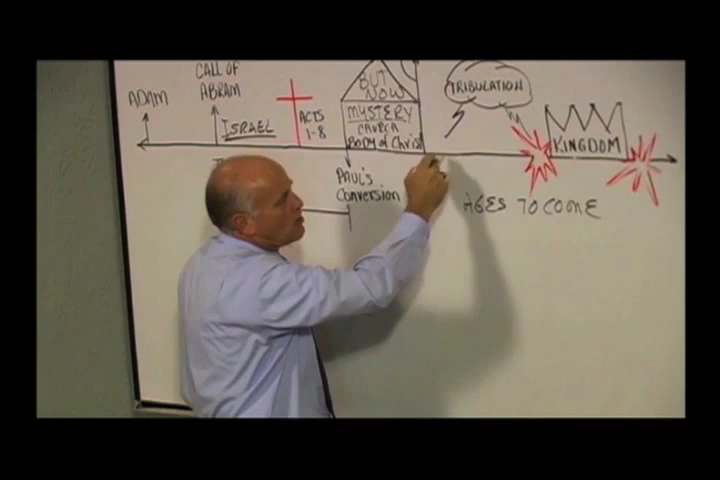 ADAM
CALL OF
ABRAM
ISRAEL
ACTS
1-8
BUT
NOW
MYSTERY
CHURCH
BODY of Christ
PAUL'S
CONVERSION
TRIBULATION
KINGDOM
AGES TO COME